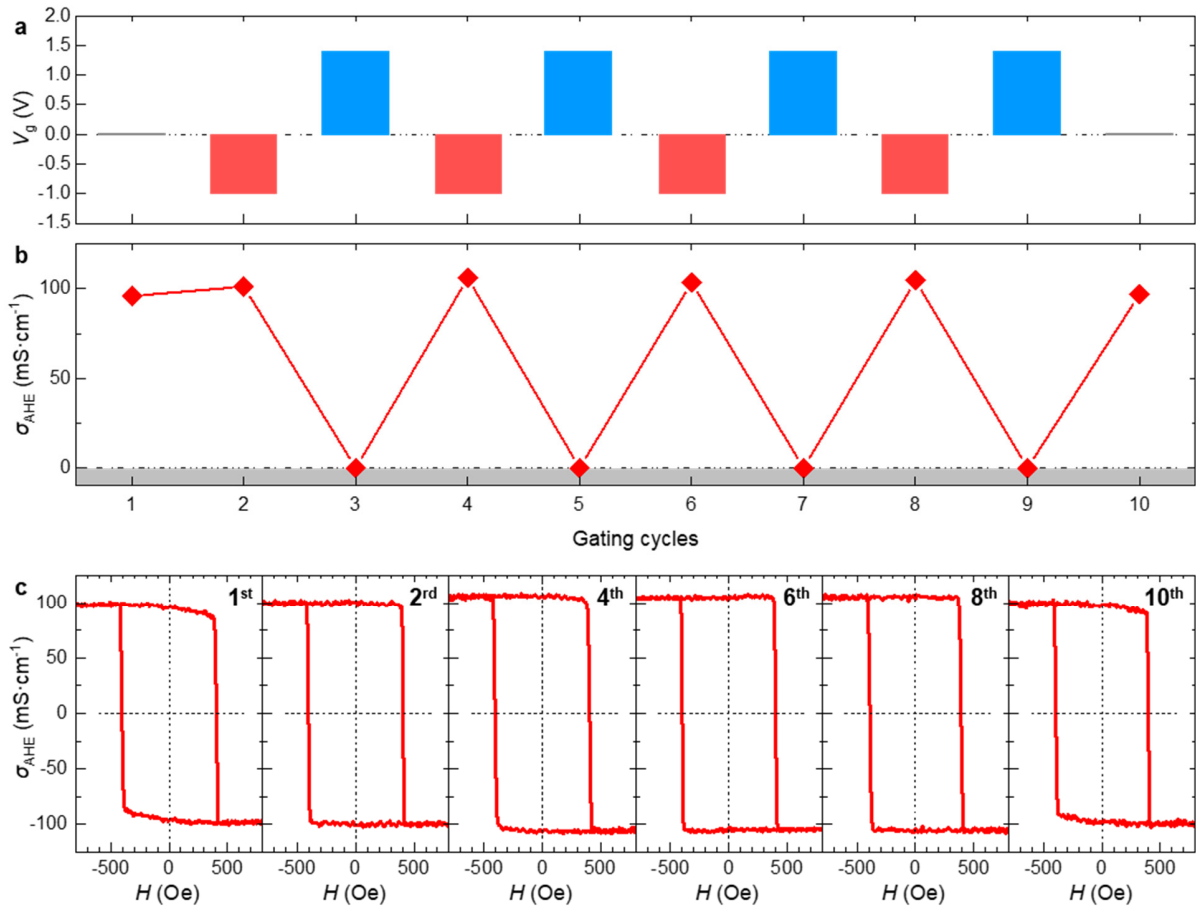 a
2.0
1.5
1.0
0.5
0.0
-0.5
-1.0
-1.5
Vg (V)
b
100
50
0
σAHE (mS·cm-1)
1 2 3 4 5 6 7 8 9 10
Gating cycles
c
1st 2rd 4th 6th 8th 10th
100
50
0
-50
-100
σAHE (mS·cm-1)
-500 0 500 -500 0 500 -500 0 500 -500 0 500 -500 0 500 -500 0 500
H (Oe) H (Oe) H (Oe) H (Oe) H (Oe) H (Oe)